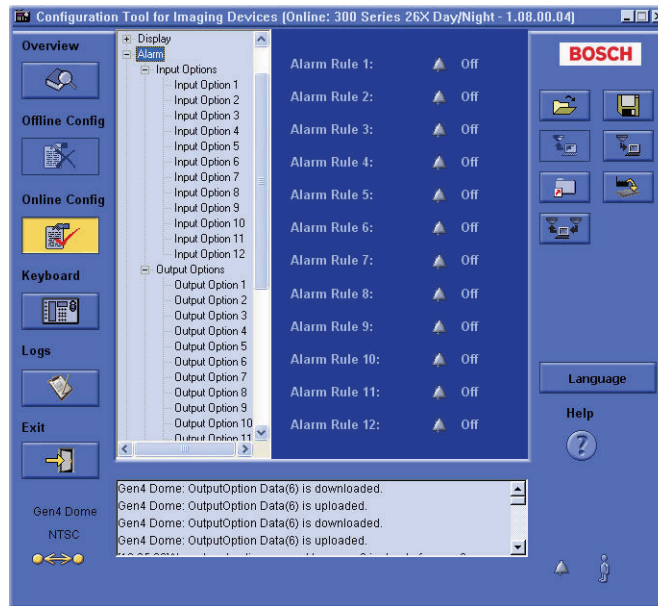 Configuration Tool for Imaging Devices (Online: 300 Series 26X Day/Night - 1.08.00.04)
Overview
Offline Config
Online Config
Keyboard
Logs
Exit
Gen4 Dome
NTSC
Display
Alarm
Input Options
Input Option 1
Input Option 2
Input Option 3
Input Option 4
Input Option 5
Input Option 6
Input Option 7
Input Option 8
Input Option 9
Input Option 10
Input Option 11
Input Option 12
Output Options
Output Option 1
Output Option 2
Output Option 3
Output Option 4
Output Option 5
Output Option 6
Output Option 7
Output Option 8
Output Option 9
Output Option 10
Output Option 11
Alarm Rule 1: Off
Alarm Rule 2: Off
Alarm Rule 3: Off
Alarm Rule 4: Off
Alarm Rule 5: Off
Alarm Rule 6: Off
Alarm Rule 7: Off
Alarm Rule 8: Off
Alarm Rule 9: Off
Alarm Rule 10: Off
Alarm Rule 11: Off
Alarm Rule 12: Off
BOSCH
Language
Help
?
Gen4 Dome: OutputOption Data(6) is downloaded.
Gen4 Dome: OutputOption Data(6) is uploaded.
Gen4 Dome: OutputOption Data(6) is downloaded.
Gen4 Dome: OutputOption Data(6) is uploaded.